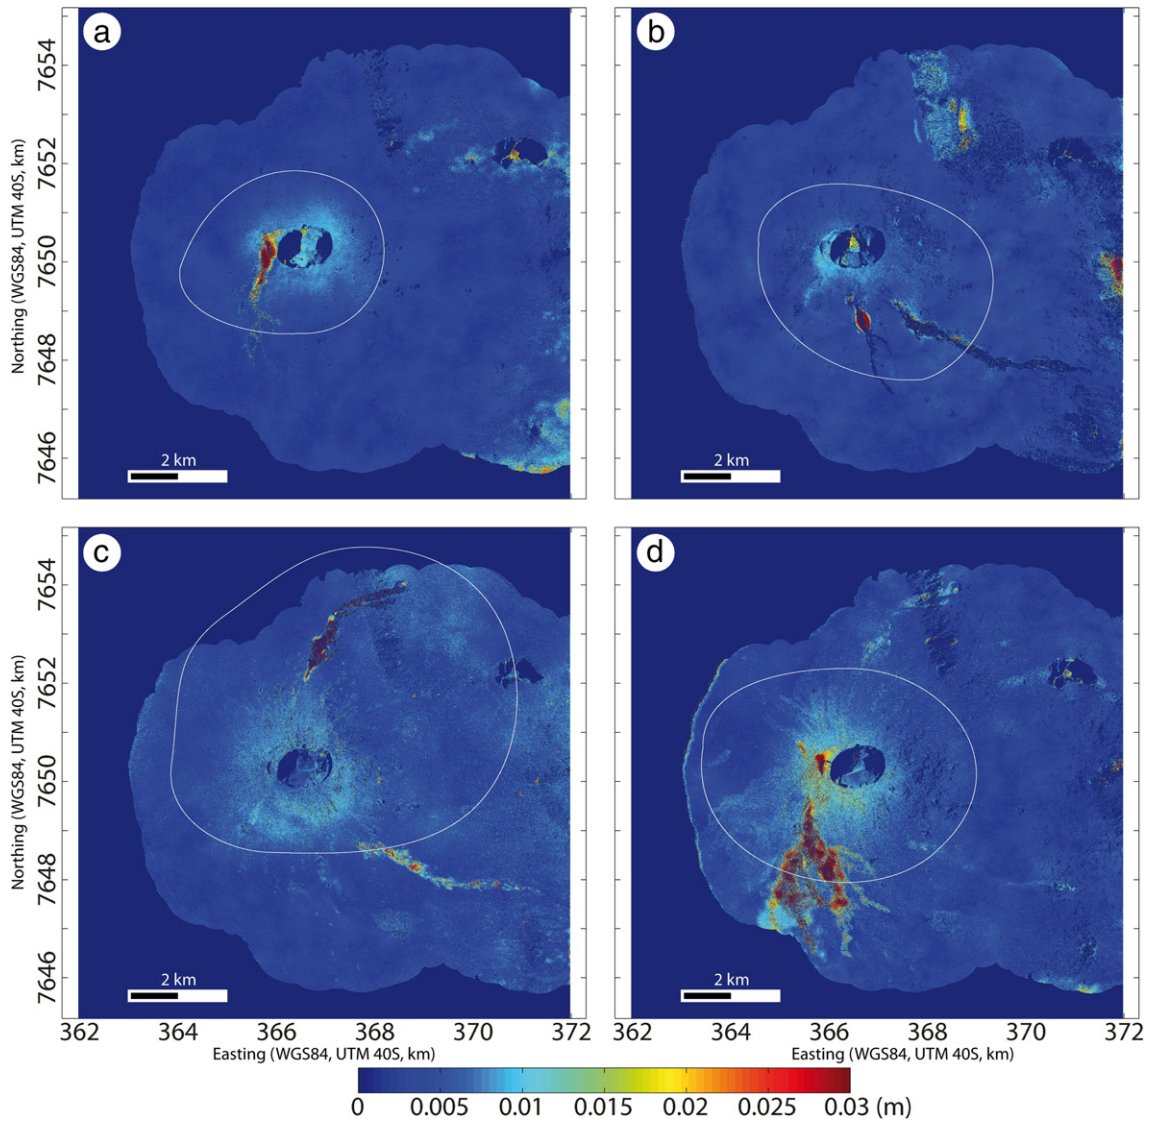 a
b
7654
7652
7650
7648
7646
Northing (WGS84, UTM 40S, km)
2 km
2 km
362 364 366 368 370 372
c
d
7654
7652
7650
7648
7646
Northing (WGS84, UTM 40S, km)
2 km
2 km
362 364 366 368 370 372
Easting (WGS84, UTM 40S, km)
Easting (WGS84, UTM 40S, km)
0 0.005 0.01 0.015 0.02 0.025 0.03 (m)